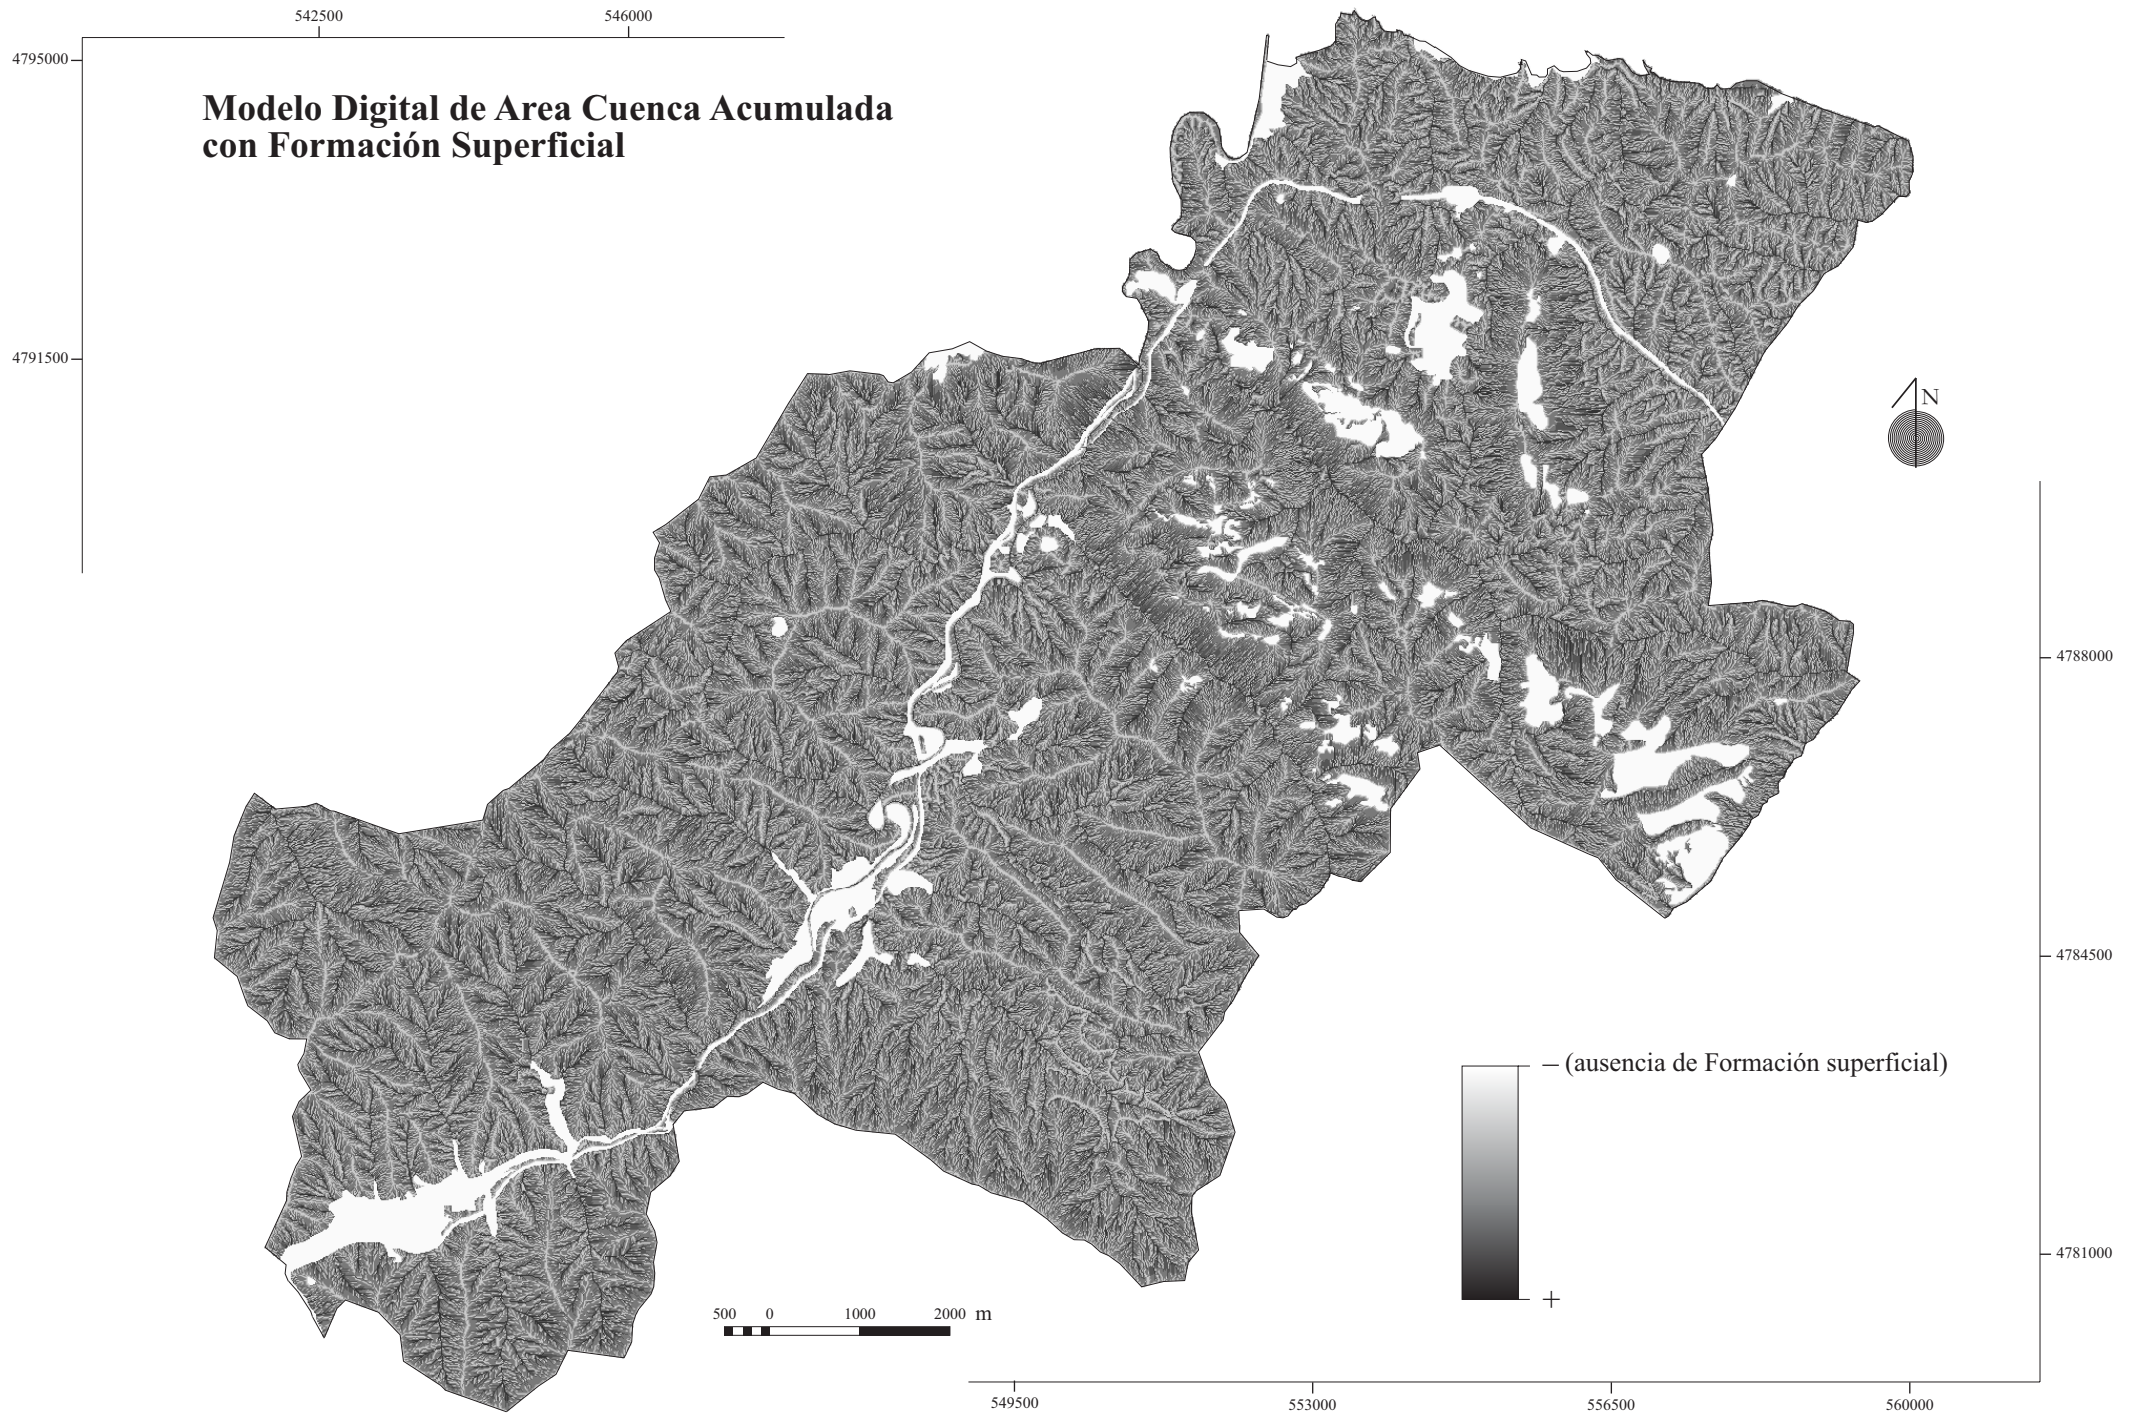 542500
546000
4795000
Modelo Digital de Area Cuenca Acumulada
con Formación Superficial
4791500
N
4788000
4784500
– (ausencia de Formación superficial)
4781000
+
500 0 1000 2000 m
549500
553000
556500
560000